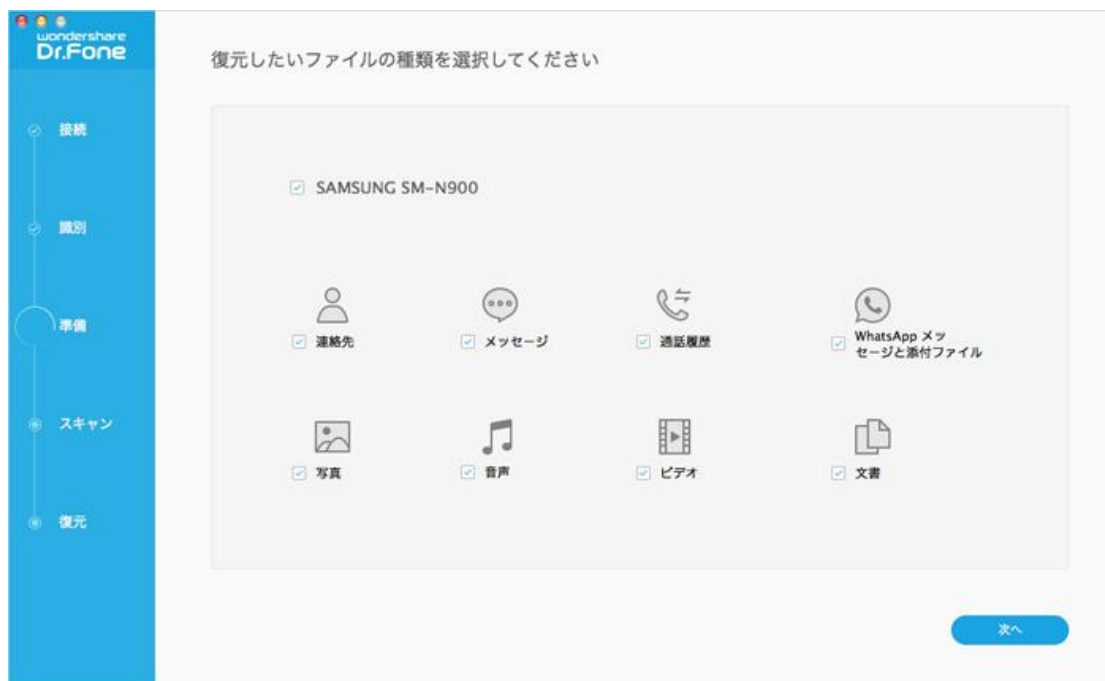 wondershare
Dr.Fone
復元したいファイルの種類を選択してください
接続
識別
準備
スキャン
復元
SAMSUNG SM-N900
連絡先
メッセージ
通話履歴
WhatsApp メッ
セージと添付ファイル
写真
音声
ビデオ
文書
次へ